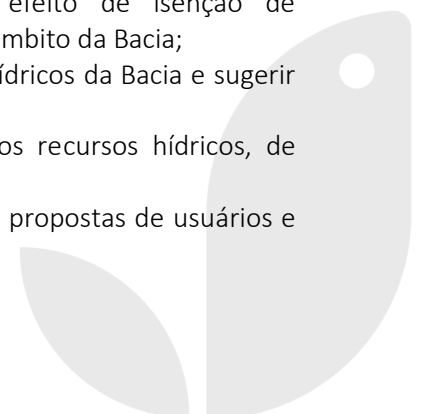 efeito de isenção de
mbito da Bacia;
ídricos da Bacia e sugerir
os recursos hídricos, de
propostas de usuários e